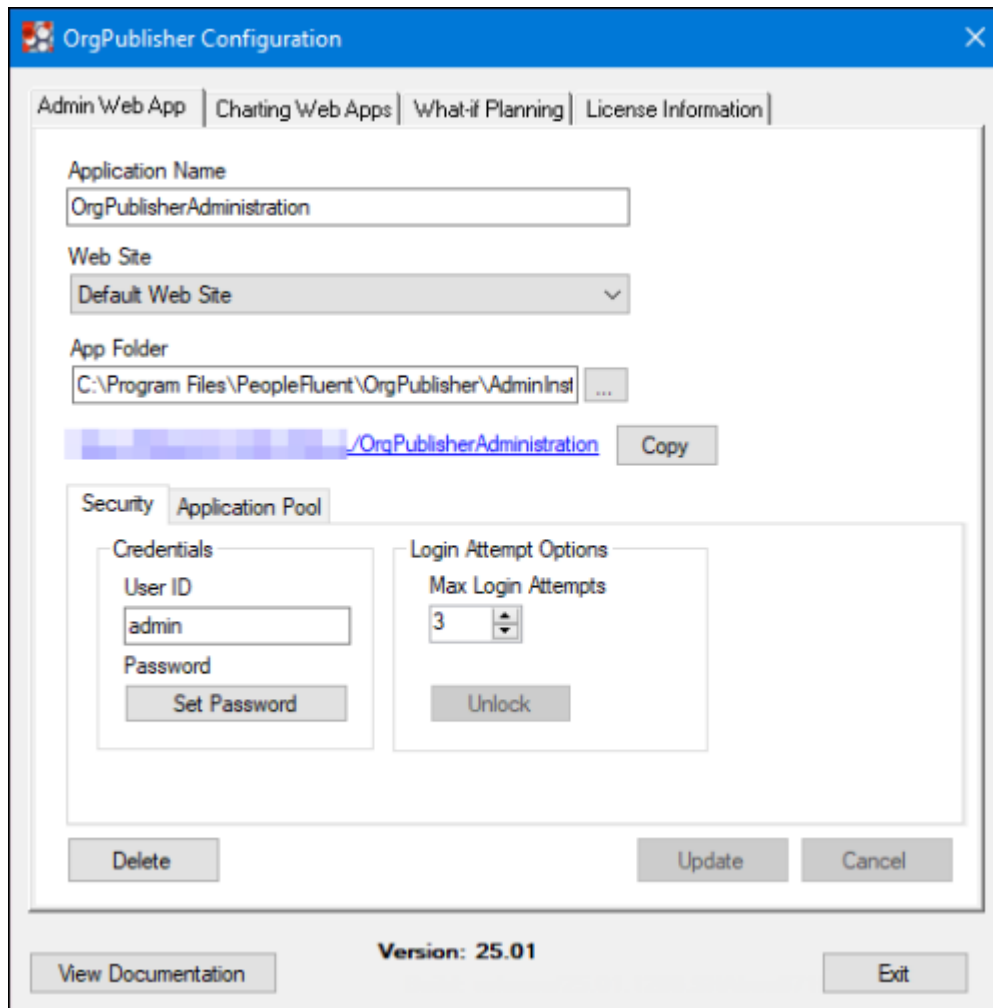 OrgPublisher Configuration
Admin Web App Charting Web Apps What-if Planning License Information
Application Name
OrgPublisherAdministration
Web Site
Default Web Site
App Folder
C:\Program Files\PeopleFluent\OrgPublisher\AdminInst ...
/OrgPublisherAdministration Copy
Security Application Pool
Credentials Login Attempt Options
User ID Max Login Attempts
admin 3
Password
Set Password Unlock
Delete Update Cancel
Version: 25.01
View Documentation Exit